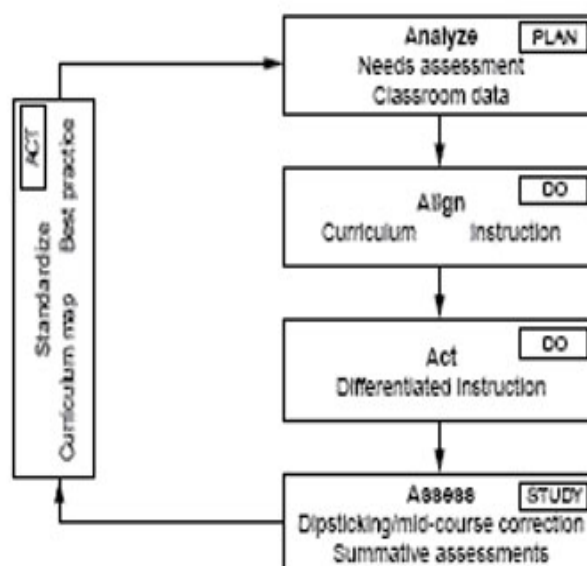 Analyze PLAN
Needs assessment
Classroom data
Align DO
Curriculum Instruction
Act DO
Differentiated Instruction
Assess STUDY
Dipsticking/mid-course correction
Summative assessments
ACT
Standardize
Curriculum map Best practice